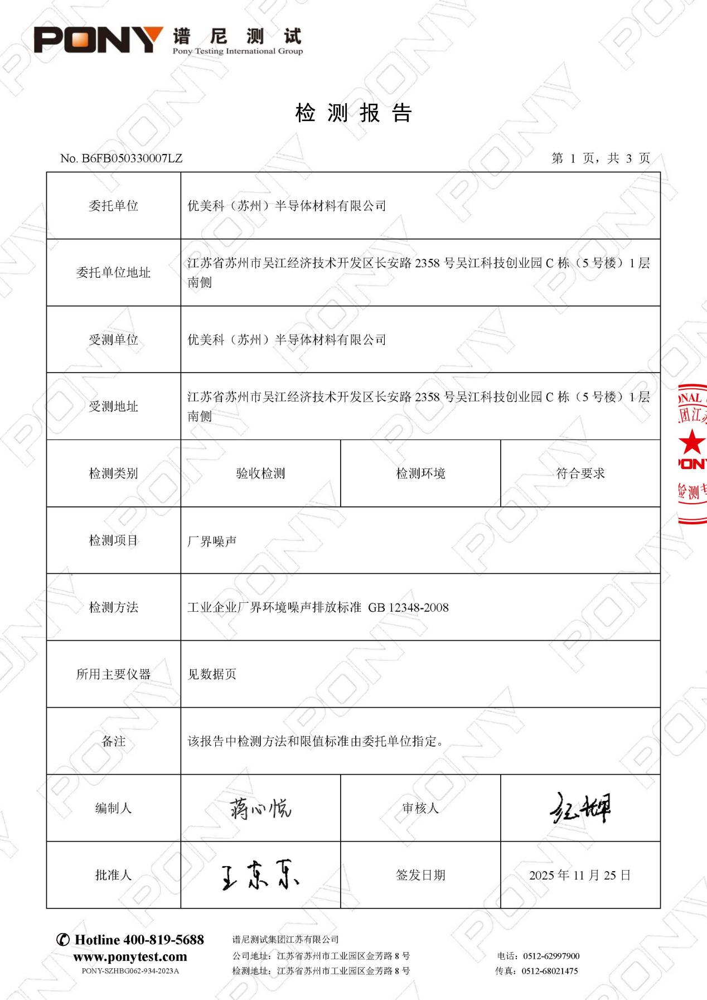 PONY 谱尼测试
Pony Testing International Group
检测报告
No. B6FB050330007LZ
第 1 页，共 3 页
委托单位
优美科（苏州）半导体材料有限公司
委托单位地址
江苏省苏州市吴江经济技术开发区长安路 2358 号吴江科技创业园 C 栋（5 号楼）1 层
南侧
受测单位
优美科（苏州）半导体材料有限公司
受测地址
江苏省苏州市吴江经济技术开发区长安路 2358 号吴江科技创业园 C 栋（5 号楼）1 层
南侧
检测类别 验收检测 检测环境 符合要求
检测项目
厂界噪声
检测方法
工业企业厂界环境噪声排放标准 GB 12348-2008
所用主要仪器
见数据页
备注
该报告中检测方法和限值标准由委托单位指定。
编制人 蒋心悦 审核人
批准人 王东东 签发日期 2025 年 11 月 25 日
Hotline 400-819-5688
www.ponytest.com
PONY-SZHBG062-934-2023A
谱尼测试集团江苏有限公司
公司地址：江苏省苏州市工业园区金芳路 8 号
检测地址：江苏省苏州市工业园区金芳路 8 号
电话：0512-62997900
传真：0512-68021475